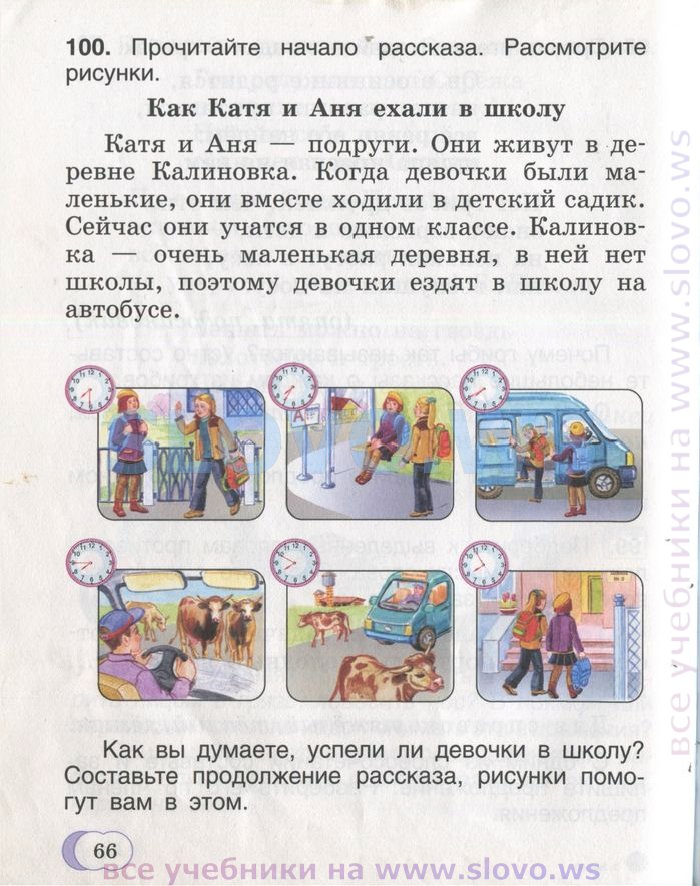 100. Прочитайте начало рассказа. Рассмотрите
рисунки.
Как Катя и Аня ехали в школу
Катя и Аня — подруги. Они живут в де-
ревне Калиновка. Когда девочки были ма-
ленькие, они вместе ходили в детский садик.
Сейчас они учатся в одном классе. Калинов-
ка — очень маленькая деревня, в ней нет
школы, поэтому девочки ездят в школу на
автобусе.
Как вы думаете, успели ли девочки в школу?
Составьте продолжение рассказа, рисунки помо-
гут вам в этом.
66
все учебники на www.slovo.ws
все учебники на www.slovo.ws